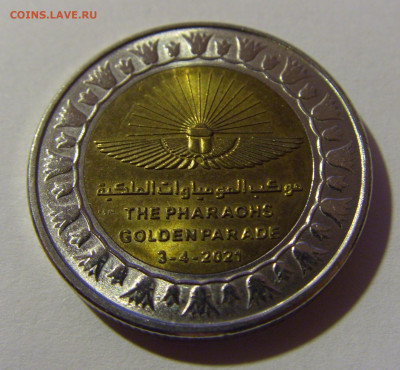 COINS.LAVE.RU
موكب المومياوات الملكية
THE PHARAOHS
GOLDEN PARADE
3-4-2021